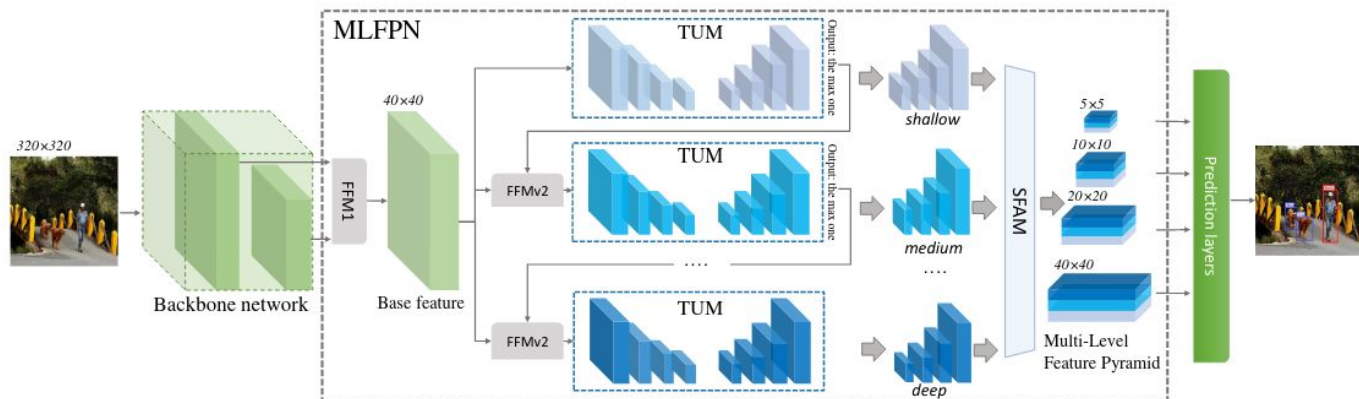 MLFPN
TUM
Output: the max one
40×40
shallow
5×5
320×320
10×10
TUM
Output: the max one
FFM1
FFMv2
SFAM
Prediction layers
20×20
medium
....
....
40×40
Backbone network
Base feature
TUM
FFMv2
Multi-Level
Feature Pyramid
deep